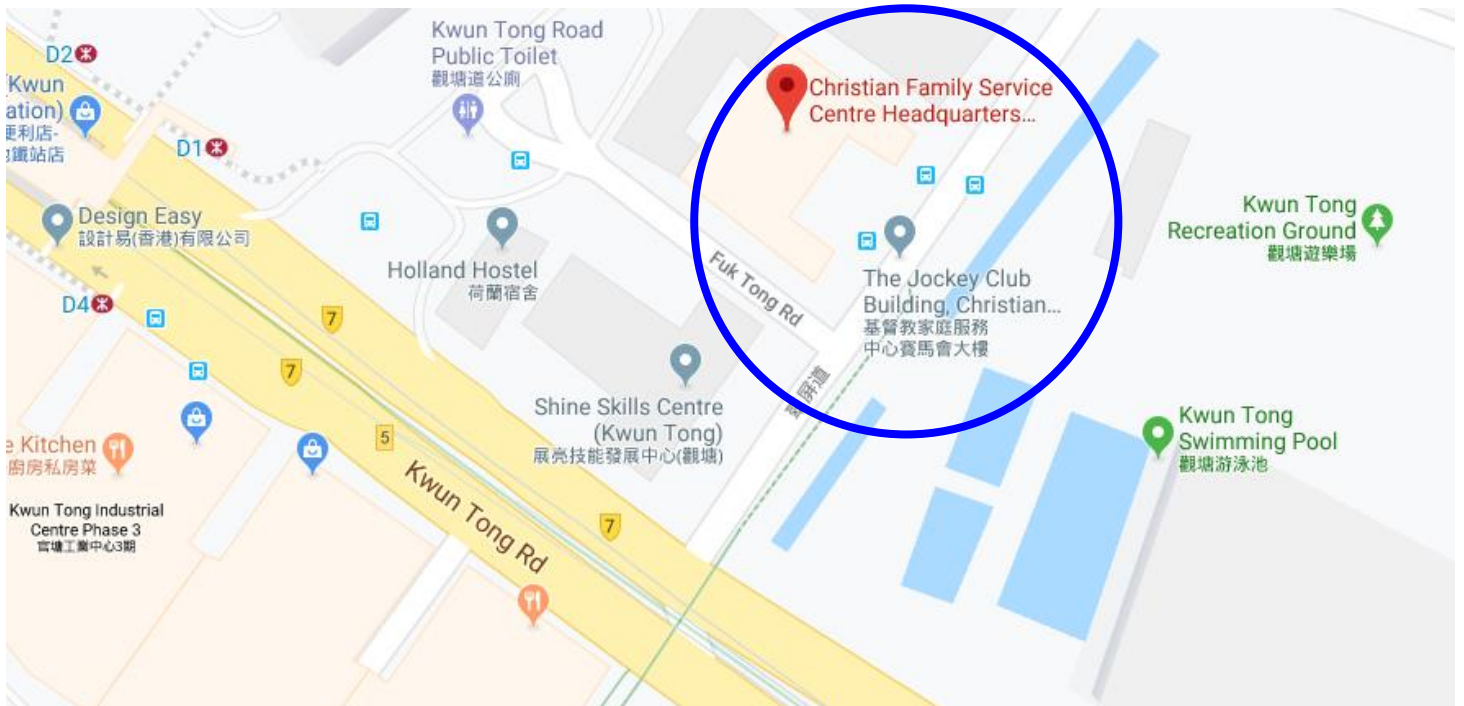 D2
Kwun Tong Road
Public Toilet
觀塘道公廁
Christian Family Service
Centre Headquarters...
(Kwun
ation)
利店-
鐵站店
D1
Design Easy
設計易(香港)有限公司
Kwun Tong
Recreation Ground
觀塘遊樂場
Holland Hostel
荷蘭宿舍
Fuk Tong Rd
The Jockey Club
Building, Christian...
基督教家庭服務
中心賽馬會大樓
D4
7
7
屏道
Shine Skills Centre
(Kwun Tong)
展亮技能發展中心(觀塘)
Kwun Tong
Swimming Pool
觀塘游泳池
e Kitchen
廚房私房菜
5
Kwun Tong Rd
7
Kwun Tong Industrial
Centre Phase 3
官塘工業中心3期